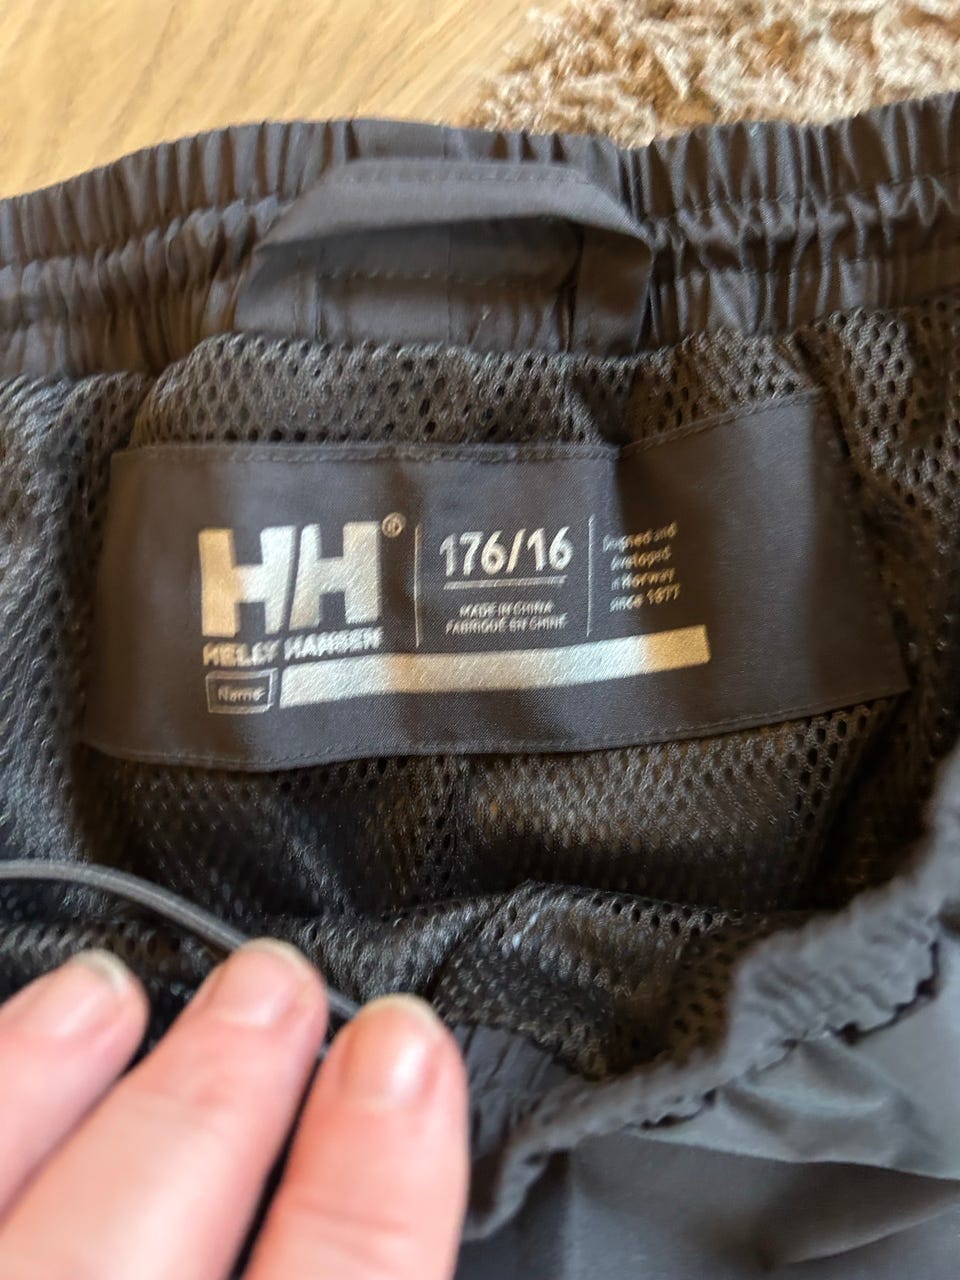 HH®
HELLY HANSEN
Name
176/16
MADE IN CHINA
FABRIQUÉ EN CHINE
Designed and
developed
in Norway
since 1877